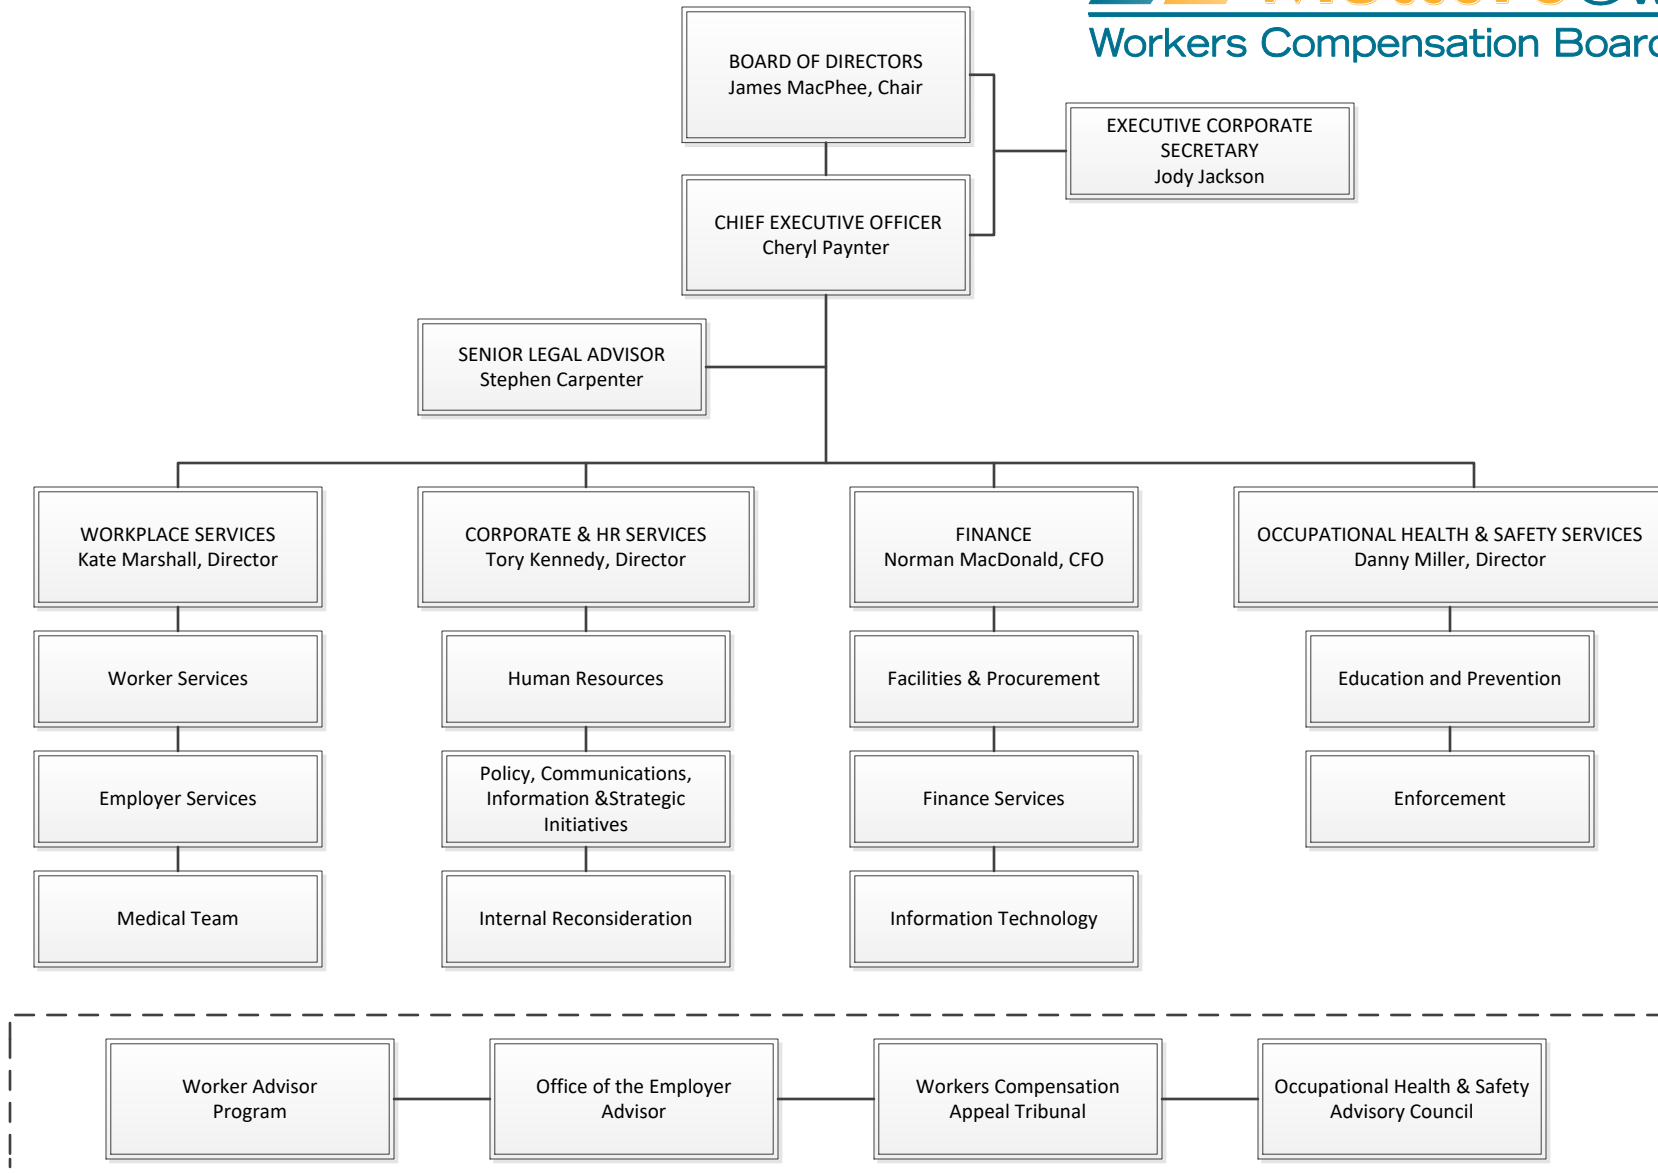 Workers Compensation Board
BOARD OF DIRECTORS
James MacPhee, Chair
EXECUTIVE CORPORATE
SECRETARY
Jody Jackson
CHIEF EXECUTIVE OFFICER
Cheryl Paynter
SENIOR LEGAL ADVISOR
Stephen Carpenter
WORKPLACE SERVICES
Kate Marshall, Director
CORPORATE & HR SERVICES
Tory Kennedy, Director
FINANCE
Norman MacDonald, CFO
OCCUPATIONAL HEALTH & SAFETY SERVICES
Danny Miller, Director
Worker Services
Human Resources
Facilities & Procurement
Education and Prevention
Employer Services
Policy, Communications,
Information &Strategic
Initiatives
Finance Services
Enforcement
Medical Team
Internal Reconsideration
Information Technology
Worker Advisor
Program
Office of the Employer
Advisor
Workers Compensation
Appeal Tribunal
Occupational Health & Safety
Advisory Council